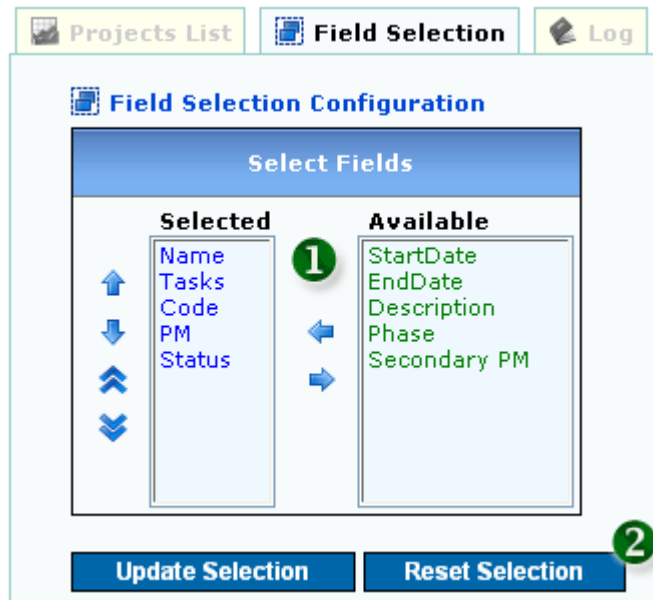 Projects List Field Selection Log
Field Selection Configuration
Select Fields
Selected Available
1
Name StartDate
Tasks EndDate
Code Description
PM Phase
Status Secondary PM
2
Update Selection Reset Selection